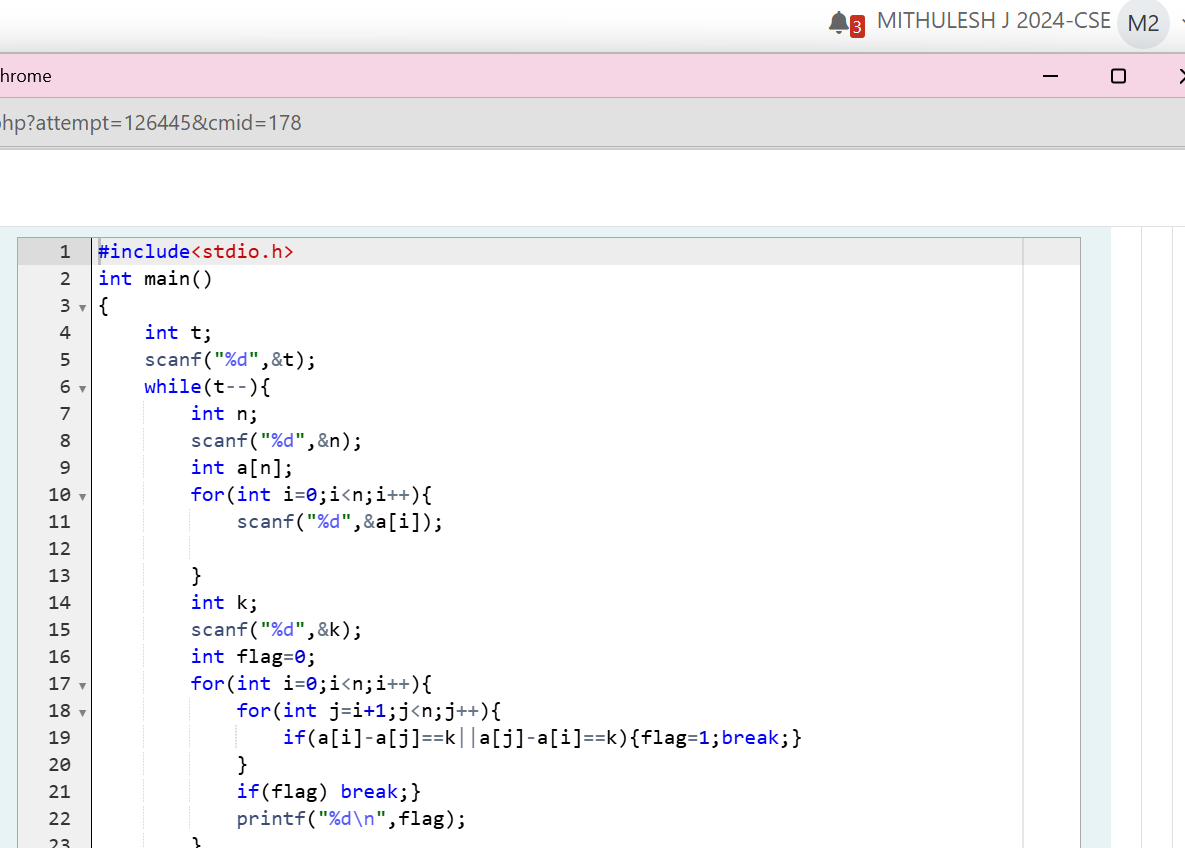 3 MITHULESH J 2024-CSE M2
hrome
hp?attempt=126445&cmid=178
1 #include<stdio.h>
2 int main()
3 {
4     int t;
5     scanf("%d",&t);
6     while(t--){
7         int n;
8         scanf("%d",&n);
9         int a[n];
10         for(int i=0;i<n;i++){
11             scanf("%d",&a[i]);
12
13         }
14         int k;
15         scanf("%d",&k);
16         int flag=0;
17         for(int i=0;i<n;i++){
18             for(int j=i+1;j<n;j++){
19                 if(a[i]-a[j]==k||a[j]-a[i]==k){flag=1;break;}
20             }
21             if(flag) break;}
22             printf("%d\n",flag);
23         }